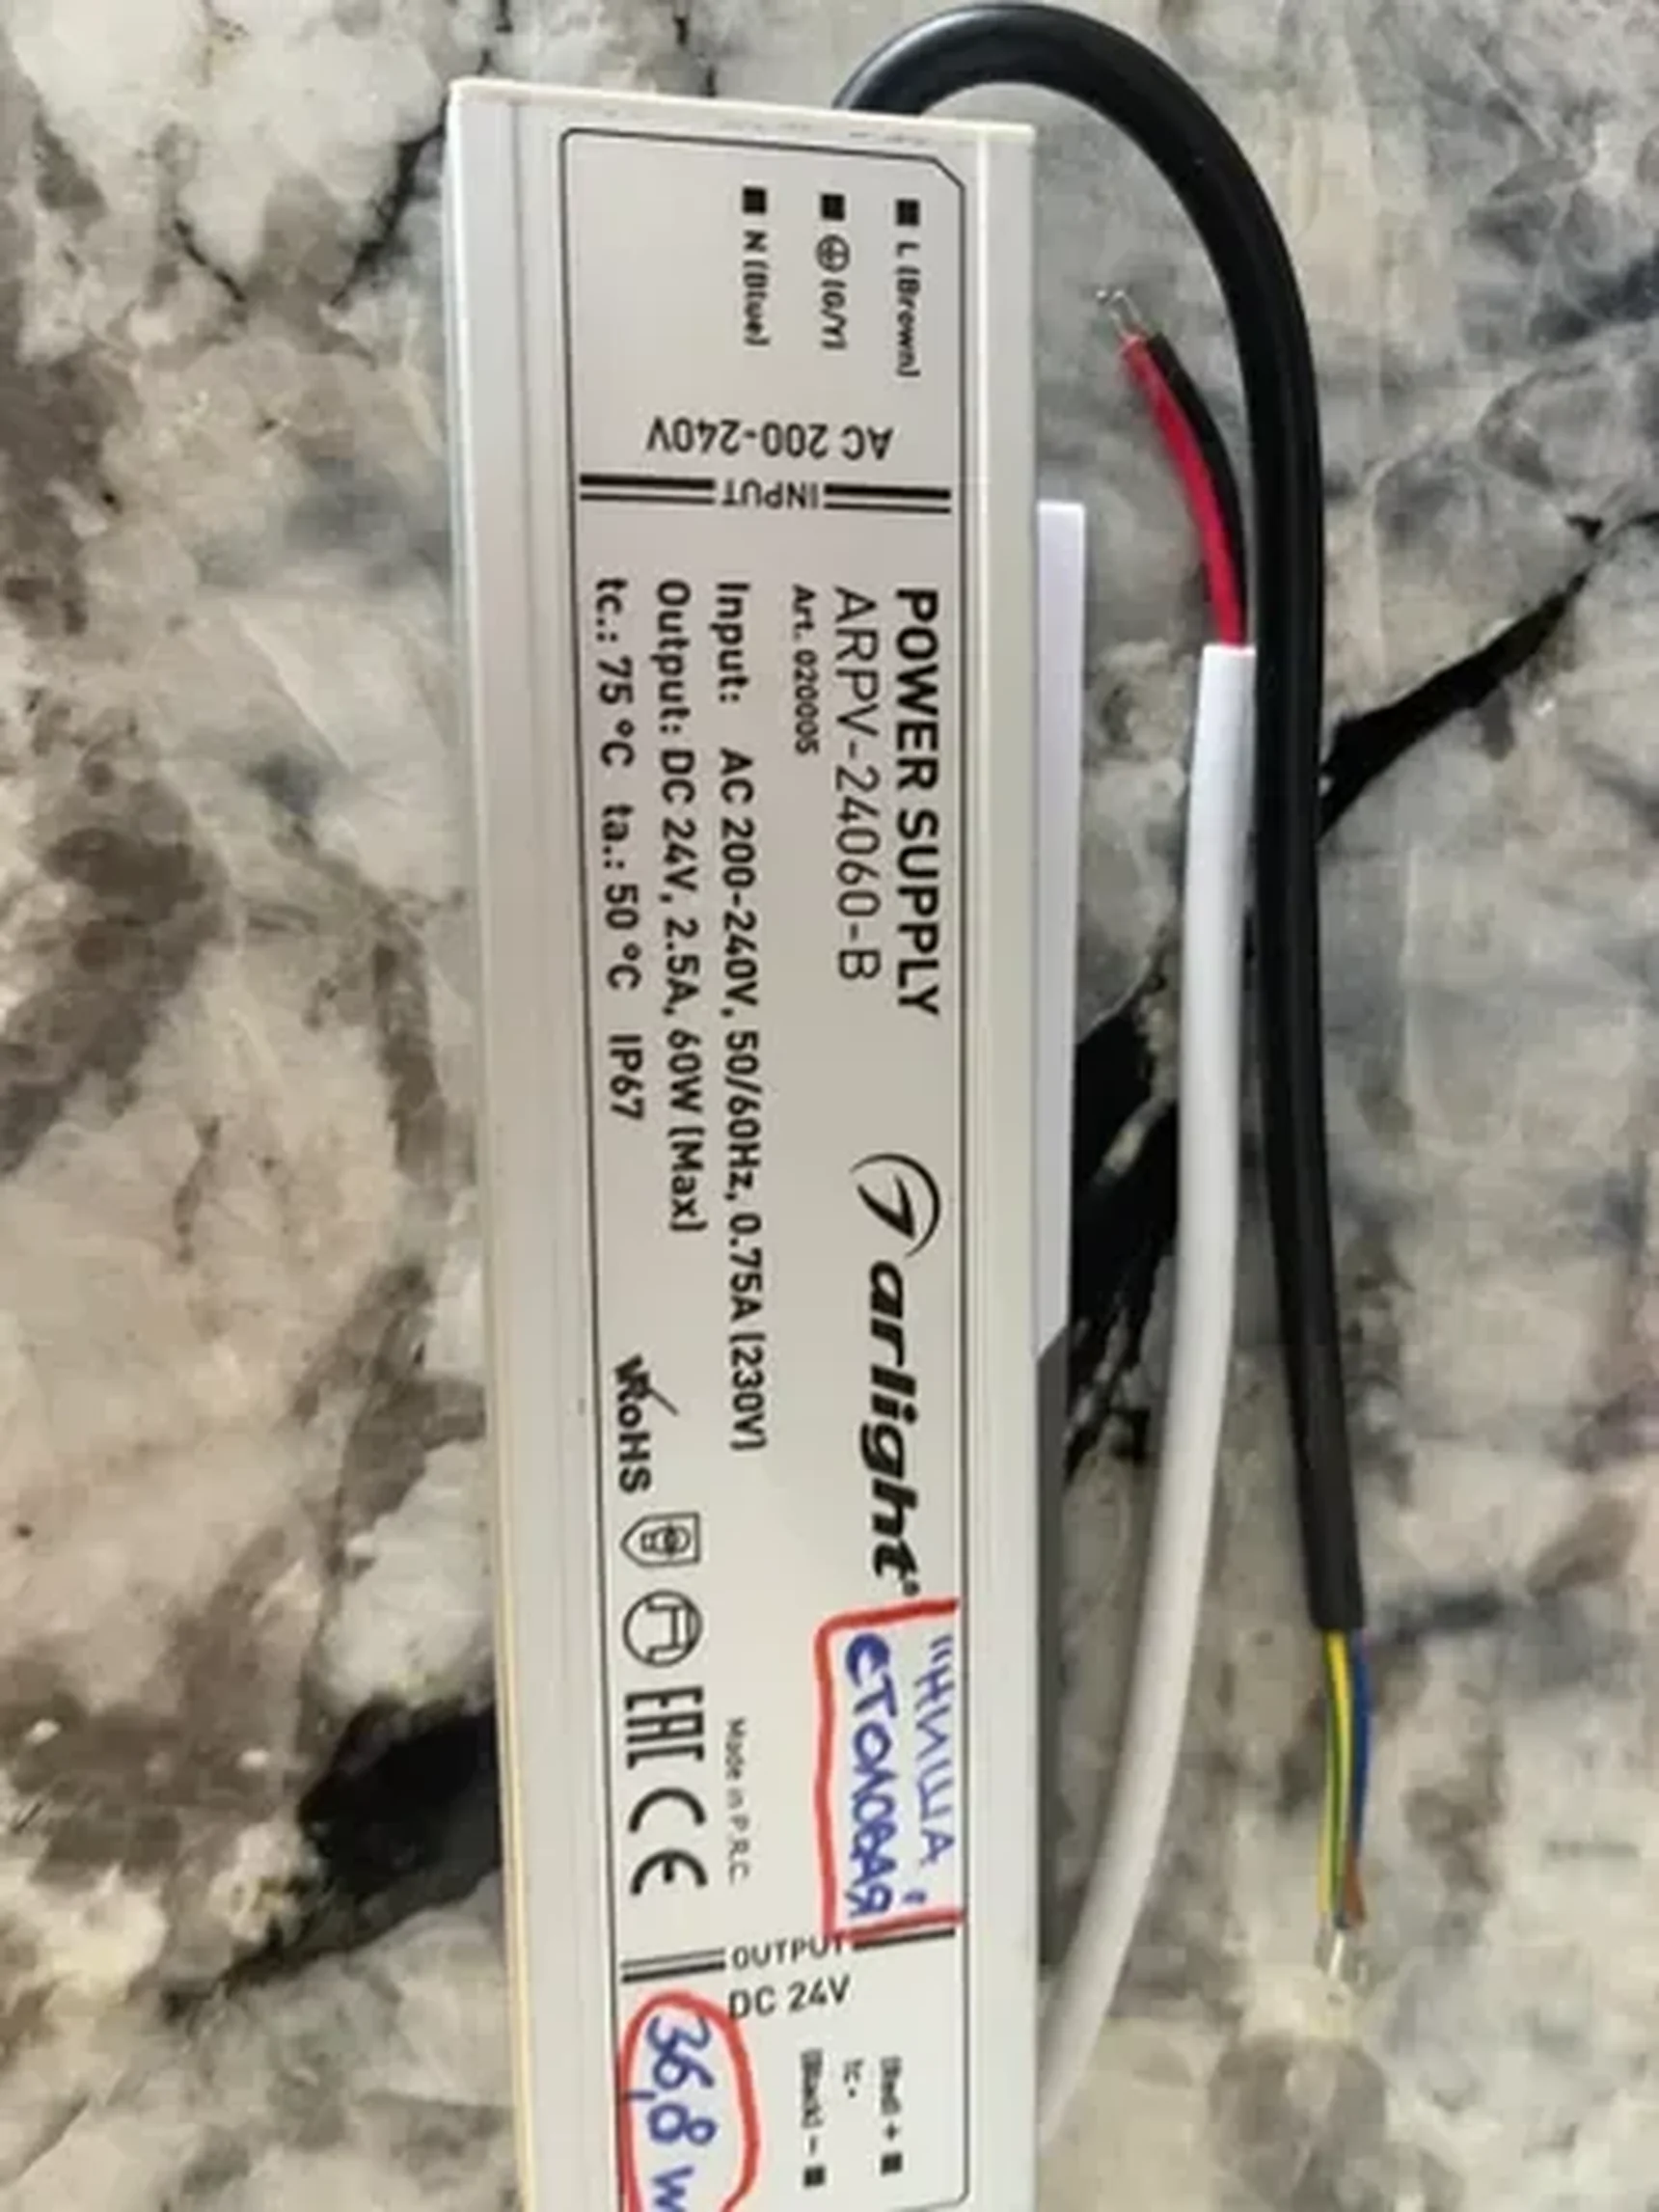 L (Brown)
(G/Y)
N (Blue)
AC 200-240V
INPUT
POWER SUPPLY
ARPV-24060-B
Art. 020005
Input: AC 200-240V, 50/60Hz, 0.75A (230V)
Output: DC 24V, 2.5A, 60W (Max)
tc.: 75 °C ta.: 50 °C IP67
arlight®
RoHS
EAC CE
Made in P.R.C.
"НИША"
СТОЛОВАЯ
OUTPUT
DC 24V
(Red) +
tc•
(Black) -
36,8 W